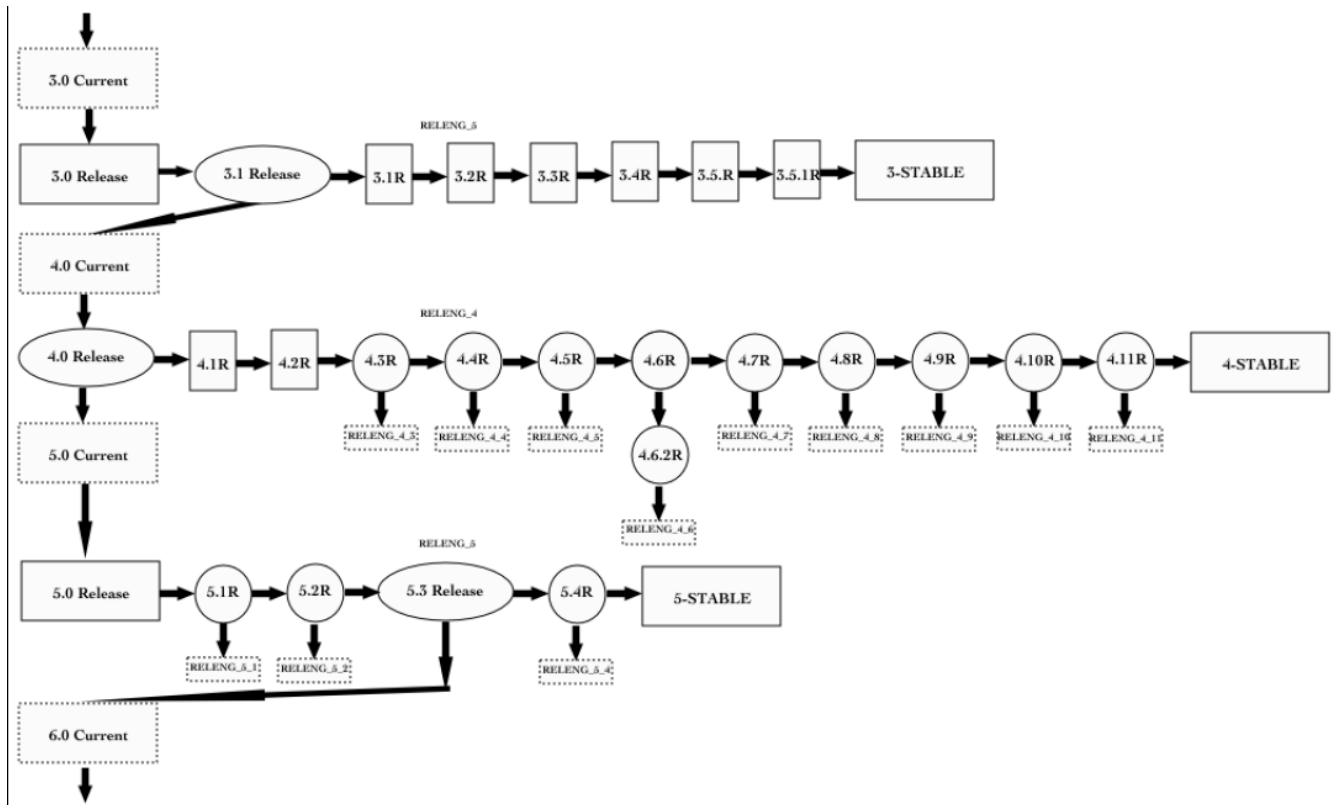 3.0 Current
RELENG_5
3.0 Release
3.1 Release
3.1R
3.2R
3.3R
3.4R
3.5.R
3.5.1R
3-STABLE
4.0 Current
RELENG_4
4.0 Release
4.1R
4.2R
4.3R
4.4R
4.5R
4.6R
4.7R
4.8R
4.9R
4.10R
4.11R
4-STABLE
RELENG_4_3
RELENG_4_4
RELENG_4_5
RELENG_4_7
RELENG_4_8
RELENG_4_9
RELENG_4_10
RELENG_4_11
5.0 Current
4.6.2R
RELENG_4_6
RELENG_5
5.0 Release
5.1R
5.2R
5.3 Release
5.4R
5-STABLE
RELENG_5_1
RELENG_5_2
RELENG_5_4
6.0 Current